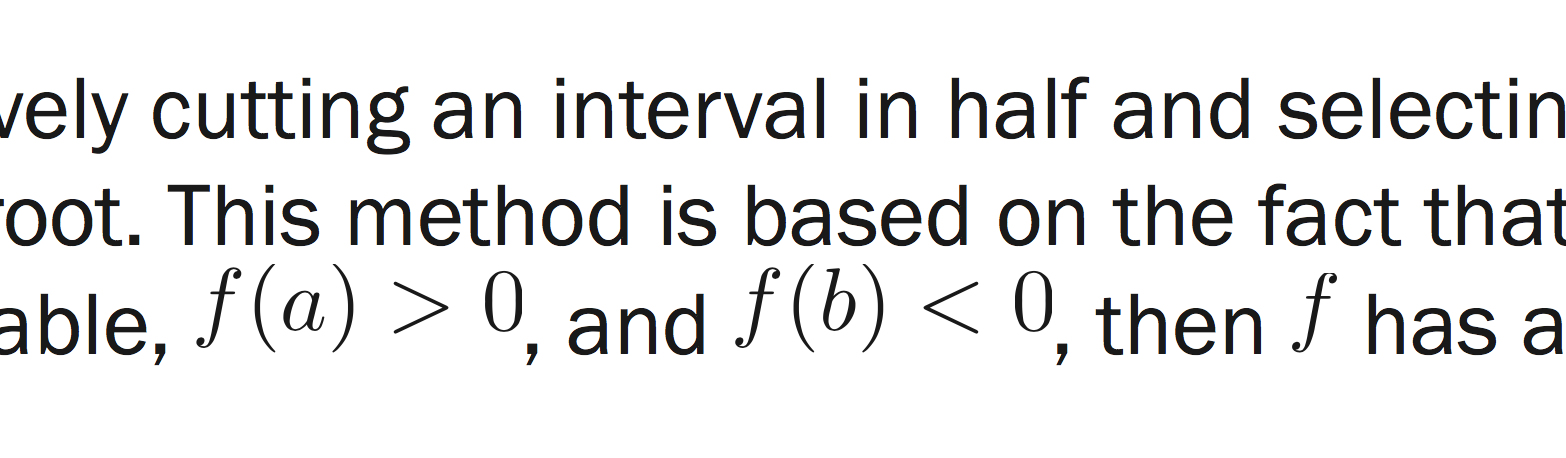 vely cutting an interval in half and selectin
root. This method is based on the fact that
able, f(a) > 0, and f(b) < 0, then f has a